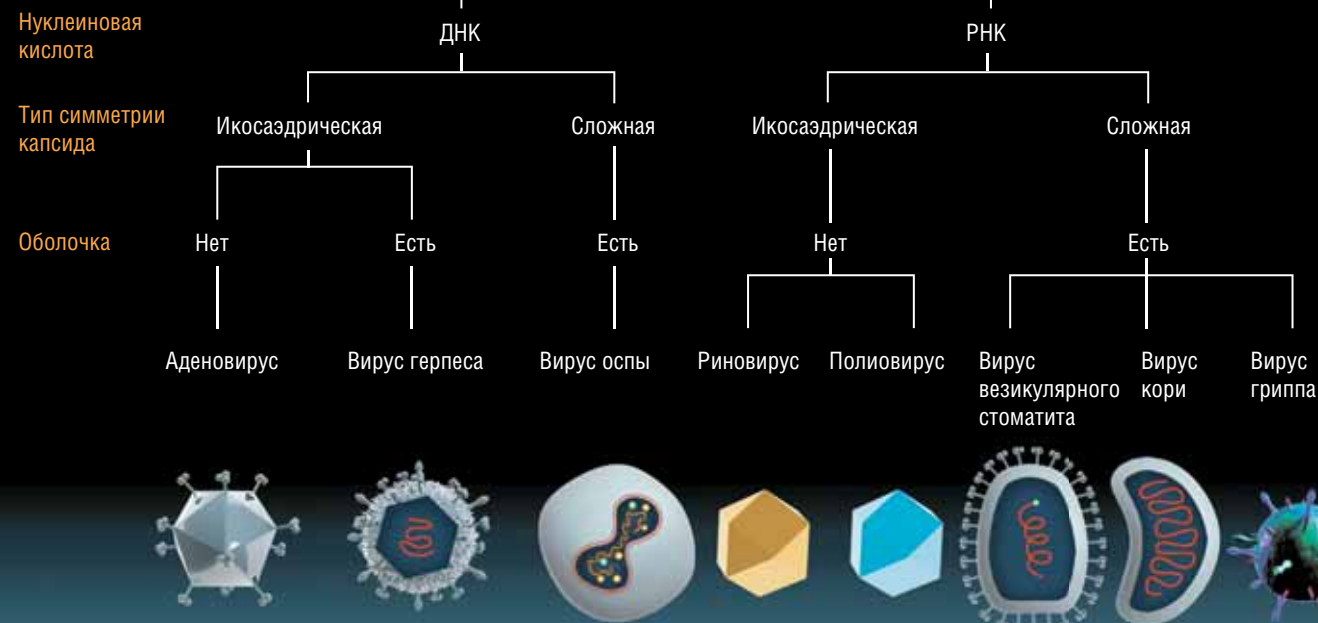 Нуклеиновая
кислота
ДНК
РНК
Тип симметрии
капсида
Икосаэдрическая
Сложная
Икосаэдрическая
Сложная
Оболочка
Нет
Есть
Есть
Нет
Есть
Аденовирус
Вирус герпеса
Вирус оспы
Риновирус
Полиовирус
Вирус
везикулярного
стоматита
Вирус
кори
Вирус
гриппа